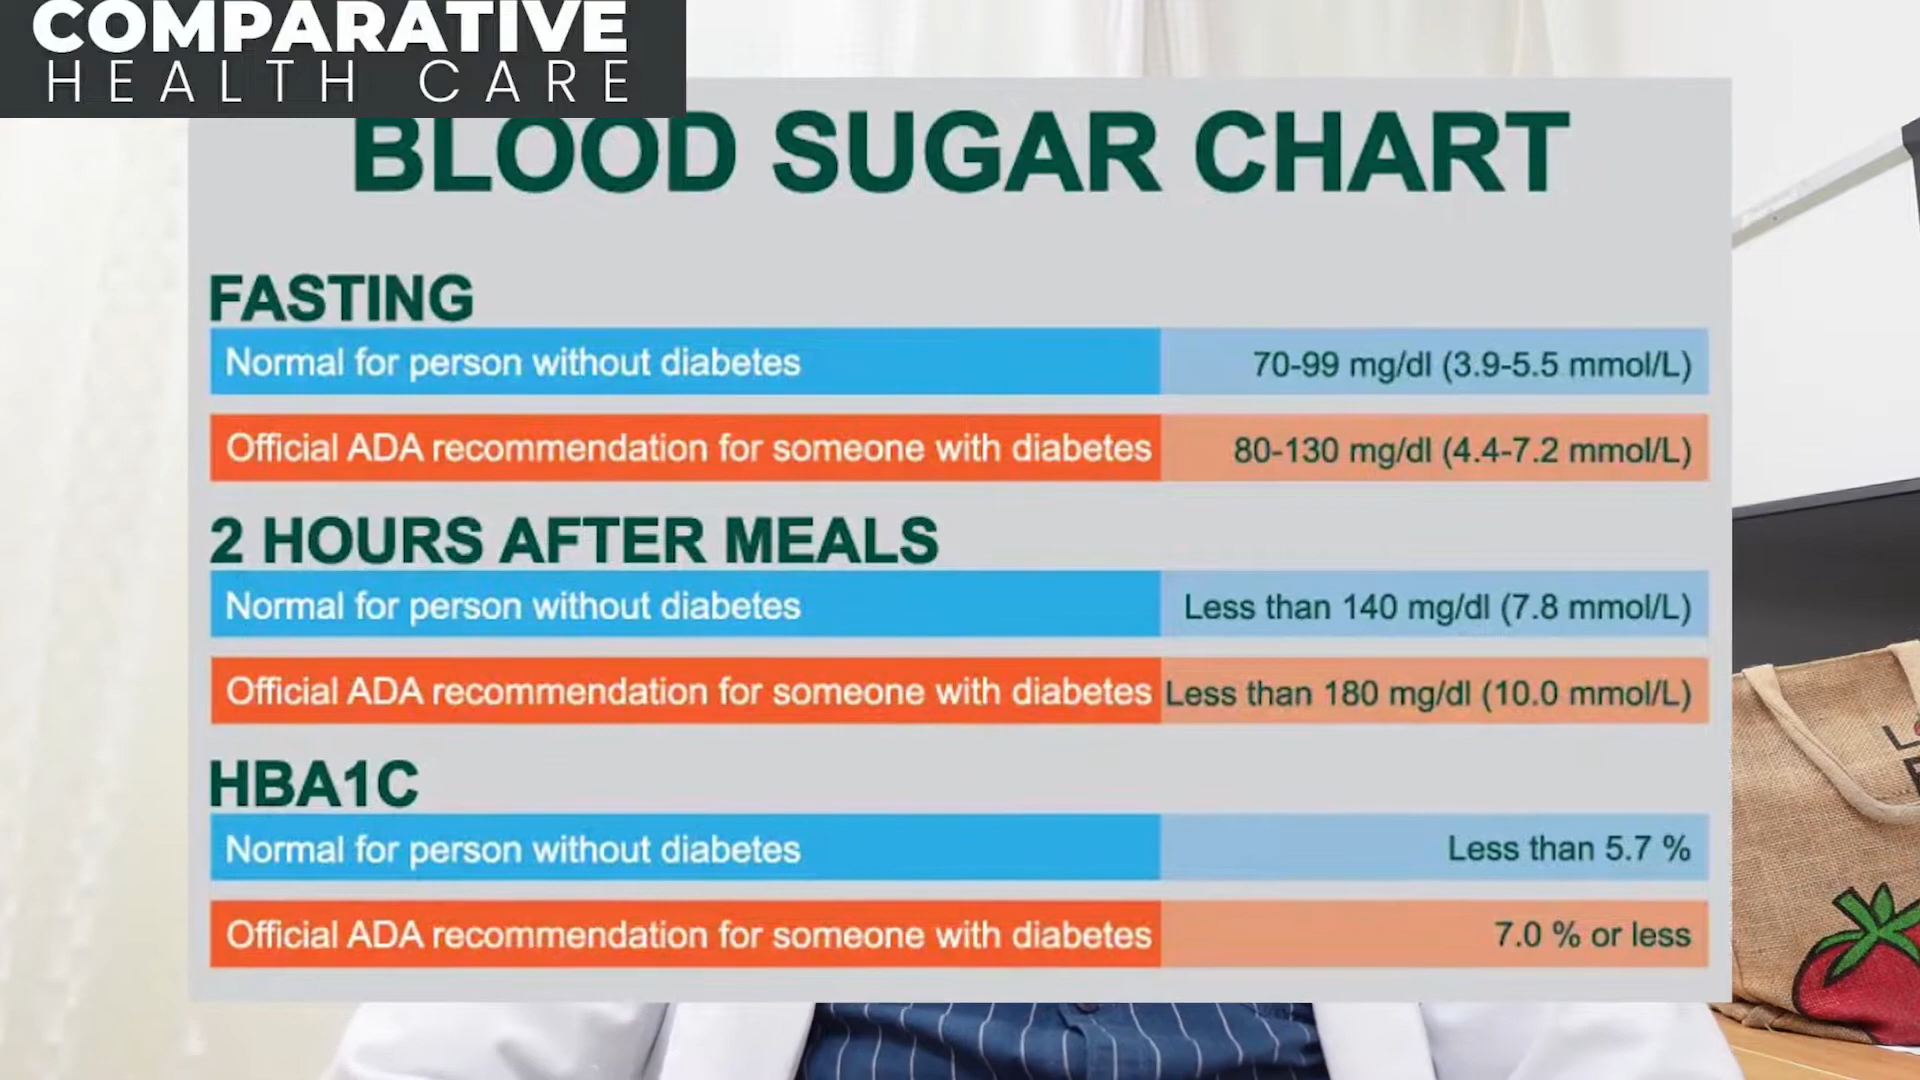 COMPARATIVE
HEALTH CARE
BLOOD SUGAR CHART
FASTING
Normal for person without diabetes 70-99 mg/dl (3.9-5.5 mmol/L)
Official ADA recommendation for someone with diabetes 80-130 mg/dl (4.4-7.2 mmol/L)
2 HOURS AFTER MEALS
Normal for person without diabetes Less than 140 mg/dl (7.8 mmol/L)
Official ADA recommendation for someone with diabetes Less than 180 mg/dl (10.0 mmol/L)
HBA1C
Normal for person without diabetes Less than 5.7 %
Official ADA recommendation for someone with diabetes 7.0 % or less